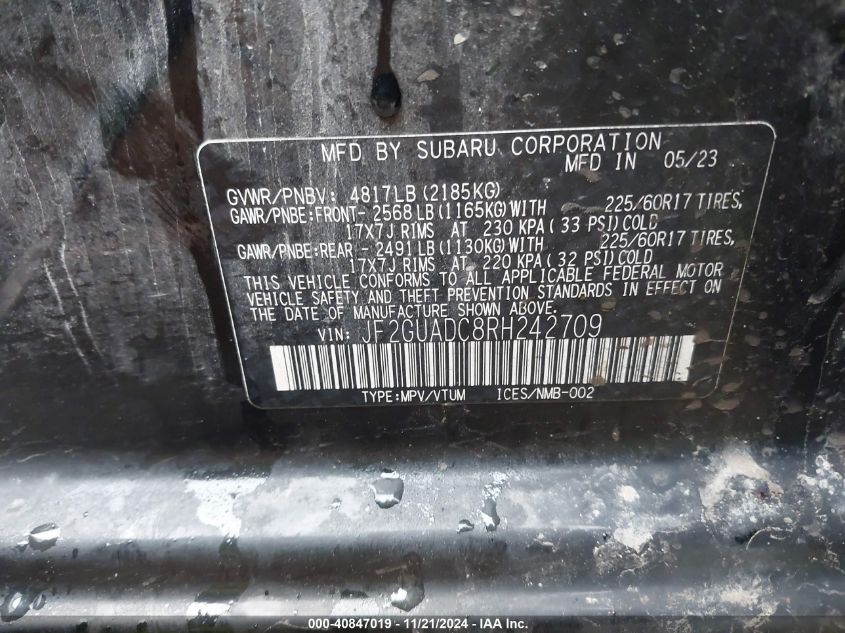 MFD BY SUBARU CORPORATION
MFD IN 05/23
GVWR/PNBV: 4817LB (2185KG)
GAWR/PNBE:FRONT- 2568 LB (1165KG) WITH 225/60R17 TIRES,
17X7J RIMS AT 230 KPA ( 33 PSI) COLD
GAWR/PNBE:REAR - 2491 LB (1130KG) WITH 225/60R17 TIRES,
17X7J RIMS AT 220 KPA ( 32 PSI) COLD
THIS VEHICLE CONFORMS TO ALL APPLICABLE FEDERAL MOTOR
VEHICLE SAFETY AND THEFT PREVENTION STANDARDS IN EFFECT ON
THE DATE OF MANUFACTURE SHOWN ABOVE.
VIN: JF2GUADC8RH242709
TYPE:MPV/VTUM ICES/NMB-002
000-40847019 - 11/21/2024 - IAA Inc.